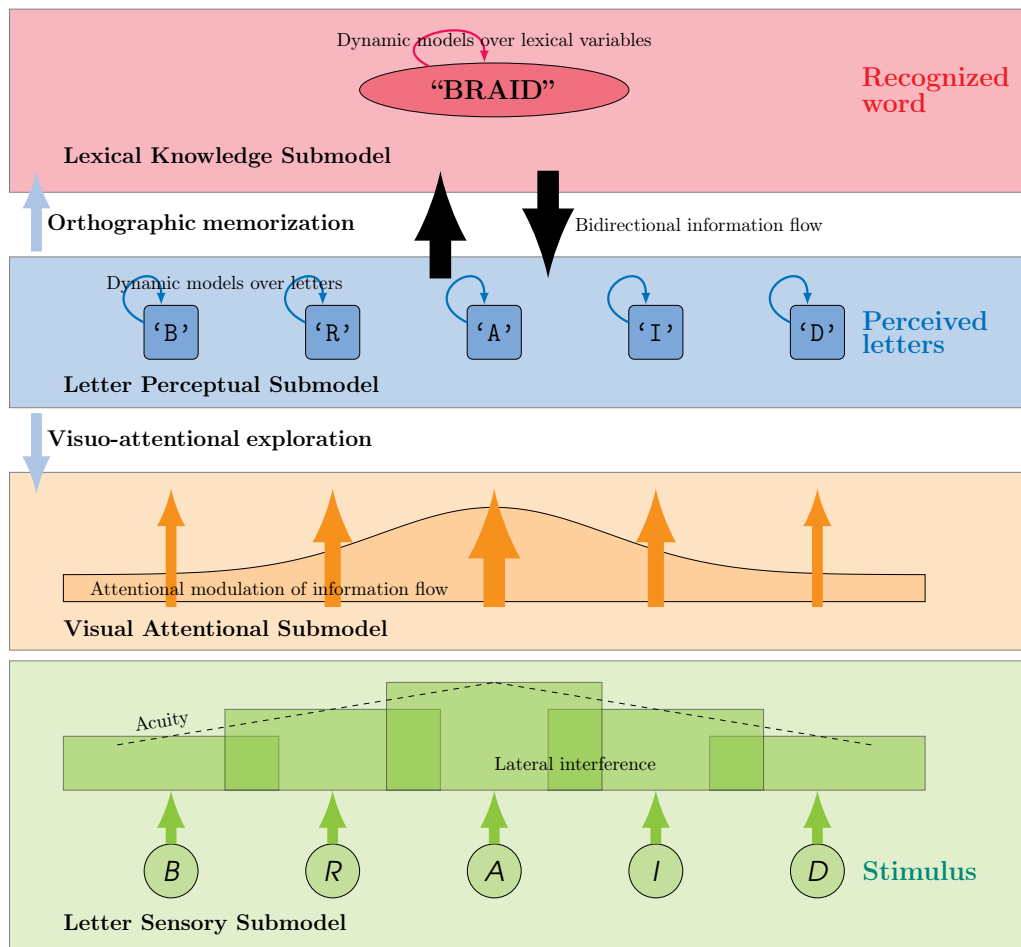 Dynamic models over lexical variables
“BRAID”
Recognized
word
Lexical Knowledge Submodel
Orthographic memorization
Bidirectional information flow
Dynamic models over letters
‘B’ ‘R’ ‘A’ ‘I’ ‘D’
Perceived
letters
Letter Perceptual Submodel
Visuo-attentional exploration
Attentional modulation of information flow
Visual Attentional Submodel
Acuity
Lateral interference
B R A I D
Stimulus
Letter Sensory Submodel